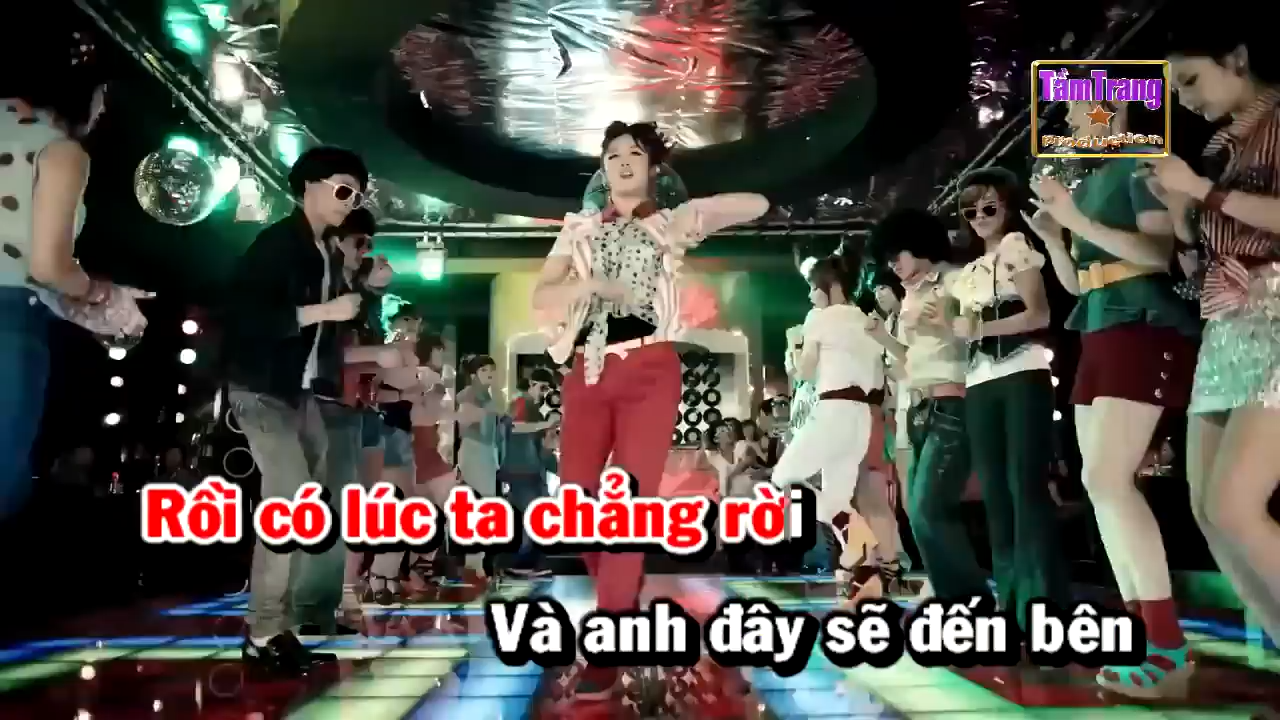 TâmTrang
Production
Rồi có lúc ta chẳng rời
Và anh đây sẽ đến bên